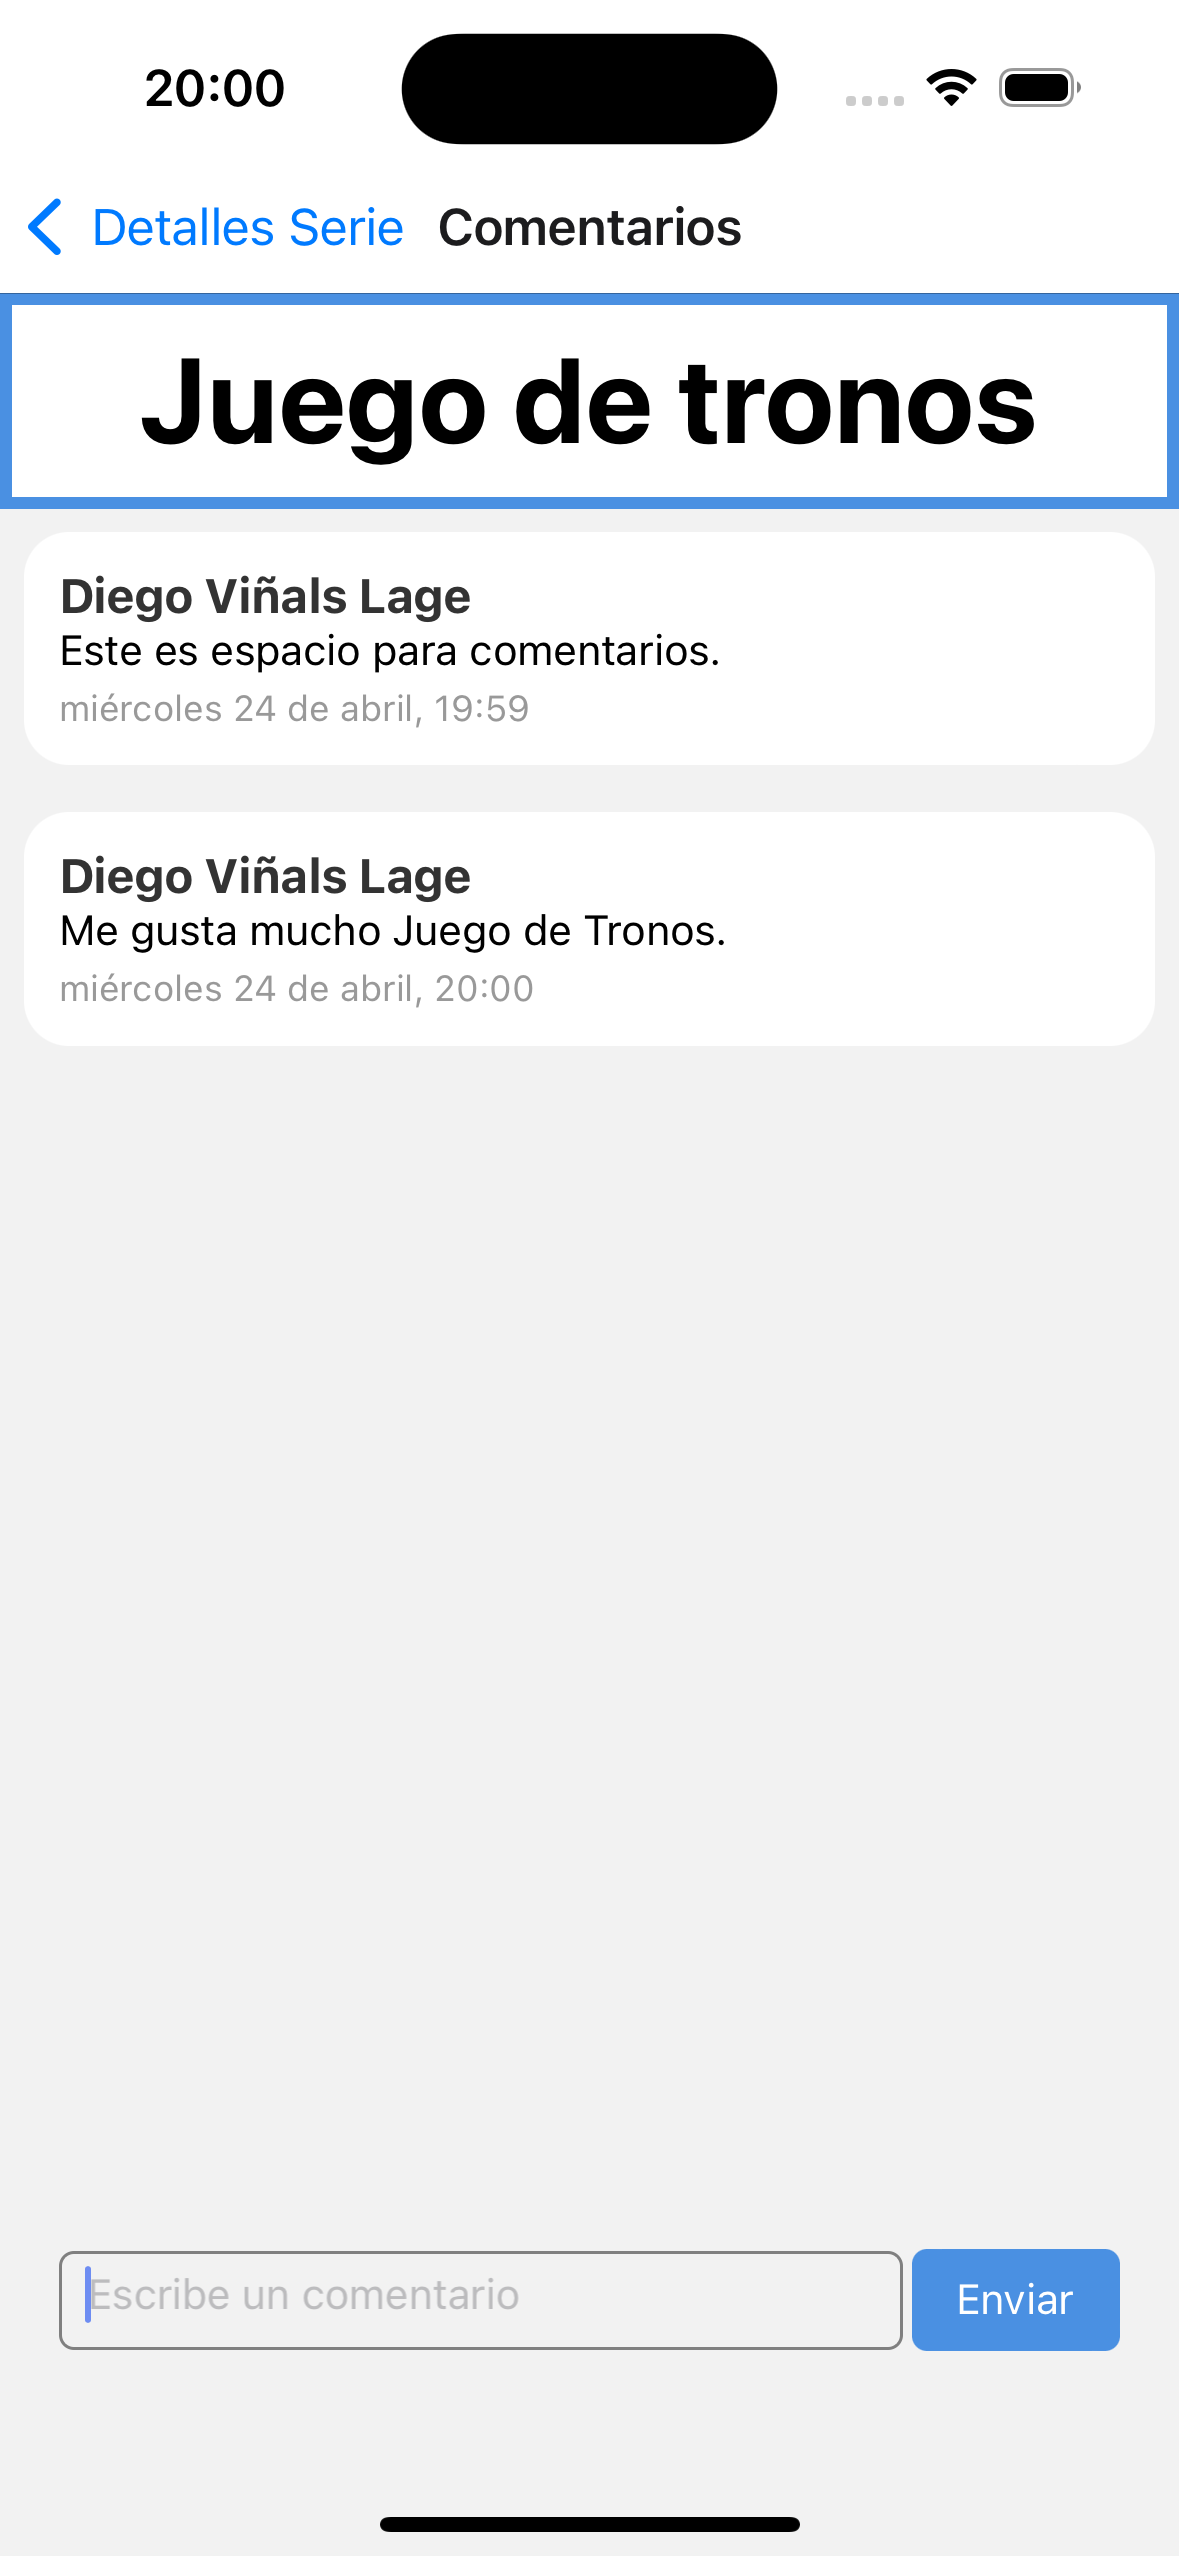 20:00
Detalles Serie Comentarios
Juego de tronos
Diego Viñals Lage
Este es espacio para comentarios.
miércoles 24 de abril, 19:59
Diego Viñals Lage
Me gusta mucho Juego de Tronos.
miércoles 24 de abril, 20:00
Escribe un comentario Enviar